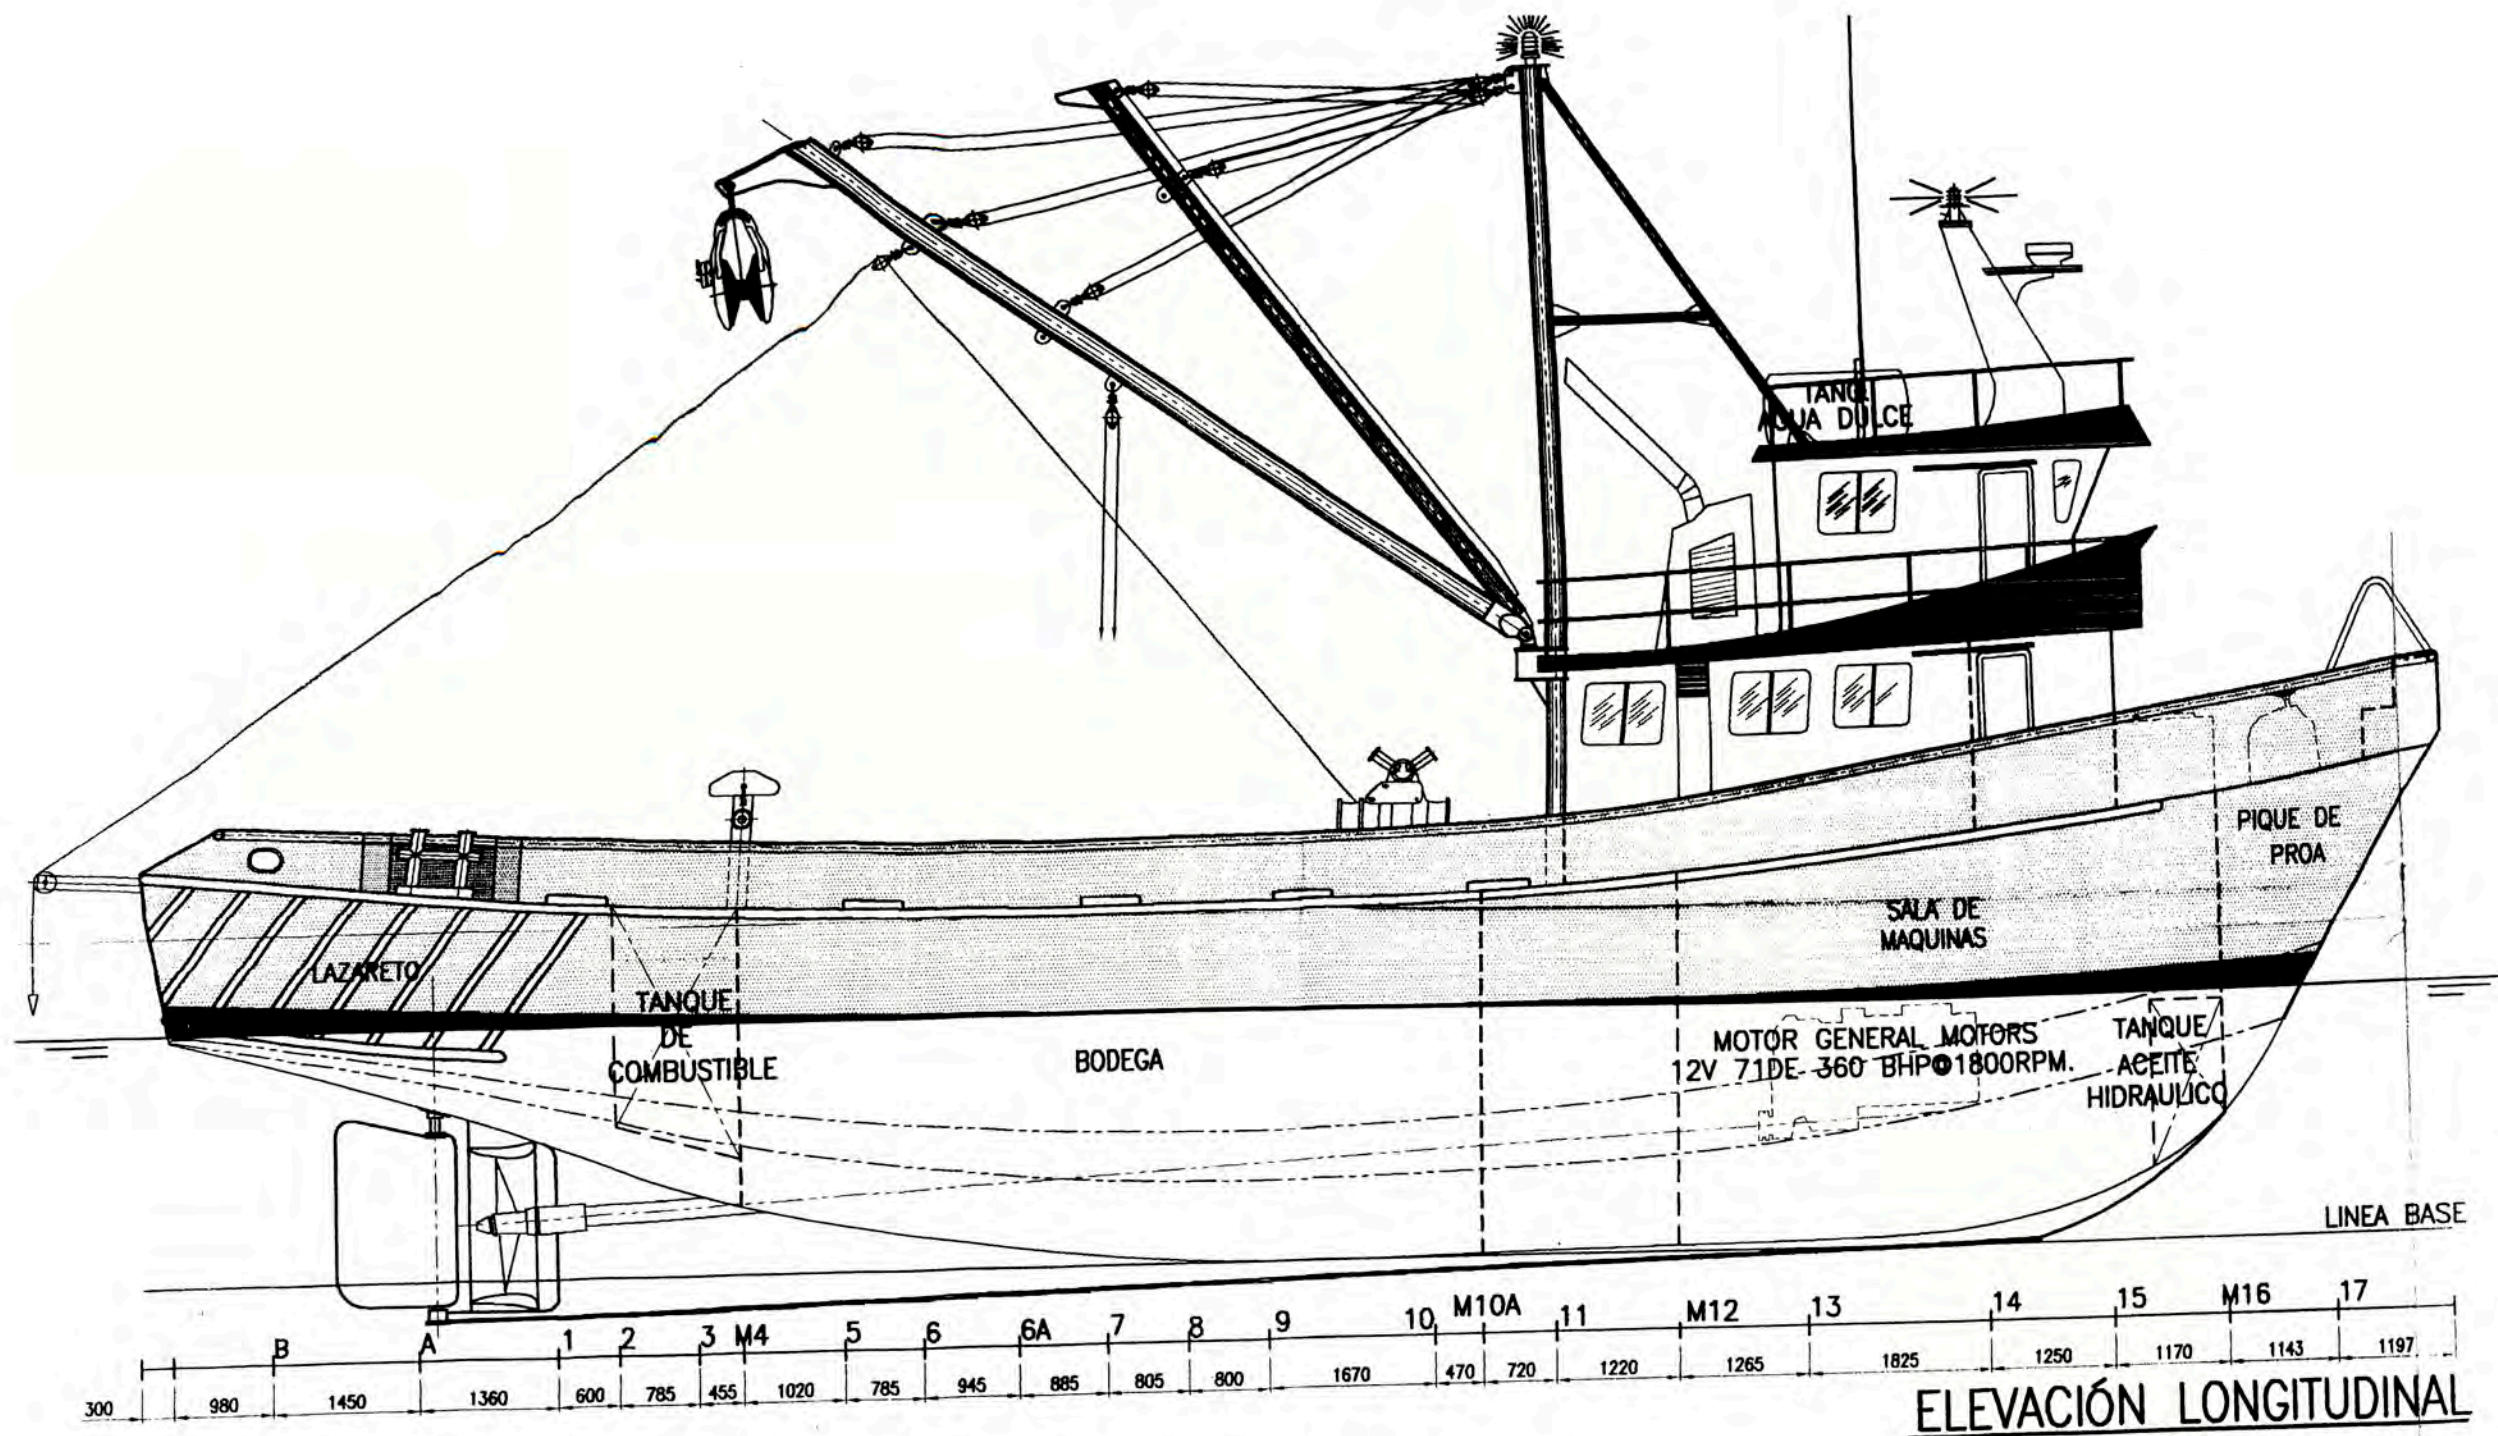 TANQ.
AGUA DULCE
PIQUE DE
PROA
SALA DE
MAQUINAS
LAZARETO
TANQUE
DE
COMBUSTIBLE
BODEGA
MOTOR GENERAL MOTORS
12V 71DE 360 BHP@1800RPM.
TANQUE
ACEITE
HIDRAULICO
LINEA BASE
B A 1 2 3 M4 5 6 6A 7 8 9 10 M10A 11 M12 13 14 15 M16 17
300 980 1450 1360 600 785 455 1020 785 945 885 805 800 1670 470 720 1220 1265 1825 1250 1170 1143 1197
ELEVACIÓN LONGITUDINAL